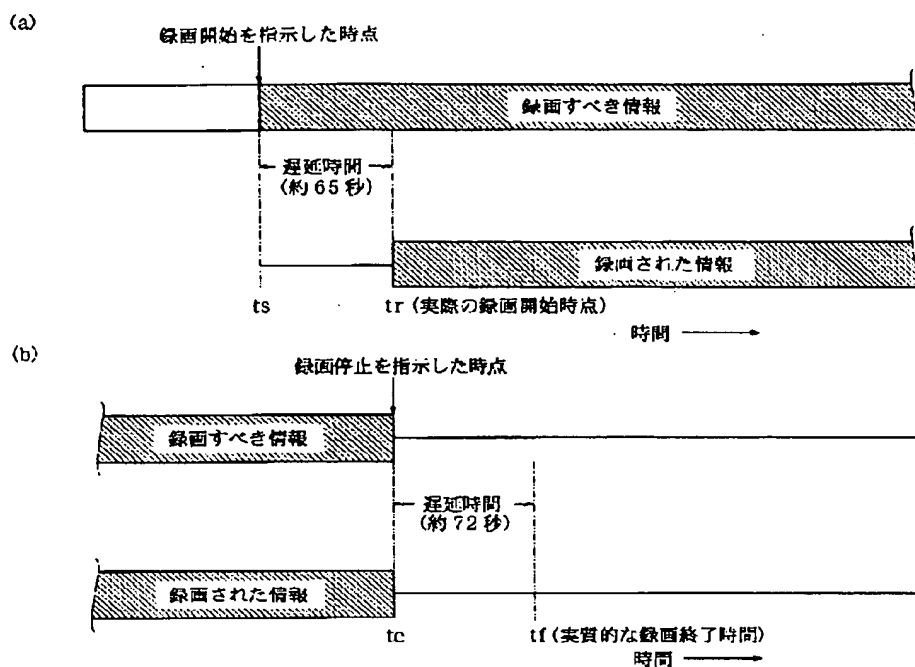 (a)
録画開始を指示した時点
録画すべき情報
遅延時間
(約65秒)
録画された情報
ts
tr(実際の録画開始時点)
時間
(b)
録画停止を指示した時点
録画すべき情報
遅延時間
(約72秒)
録画された情報
tc
tf(実質的な録画終了時間)
時間